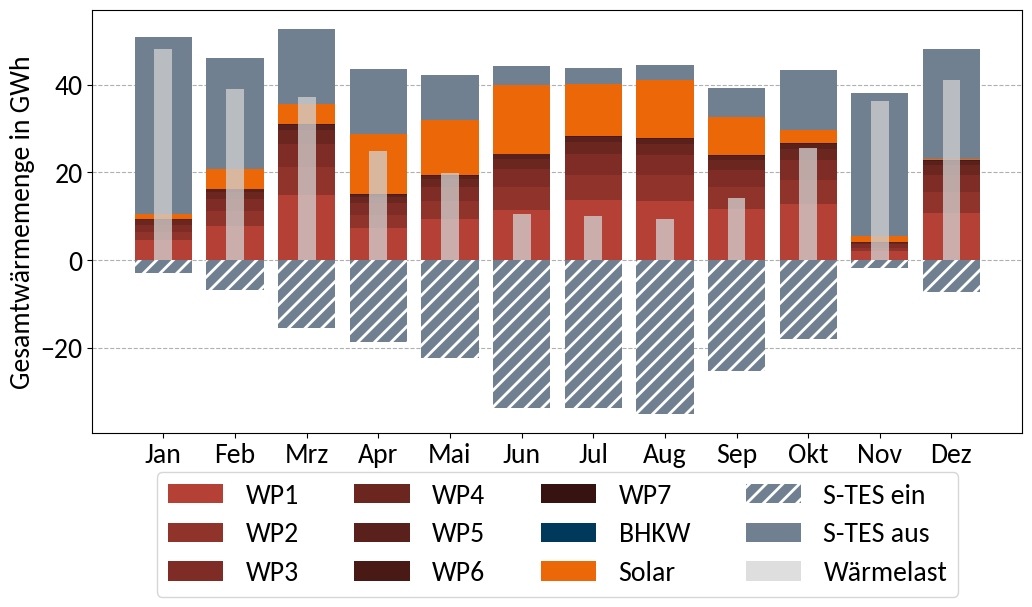 Gesamtwärmemenge in GWh
40
20
0
−20
Jan Feb Mrz Apr Mai Jun Jul Aug Sep Okt Nov Dez
WP1 WP4 WP7 S-TES ein
WP2 WP5 BHKW S-TES aus
WP3 WP6 Solar Wärmelast